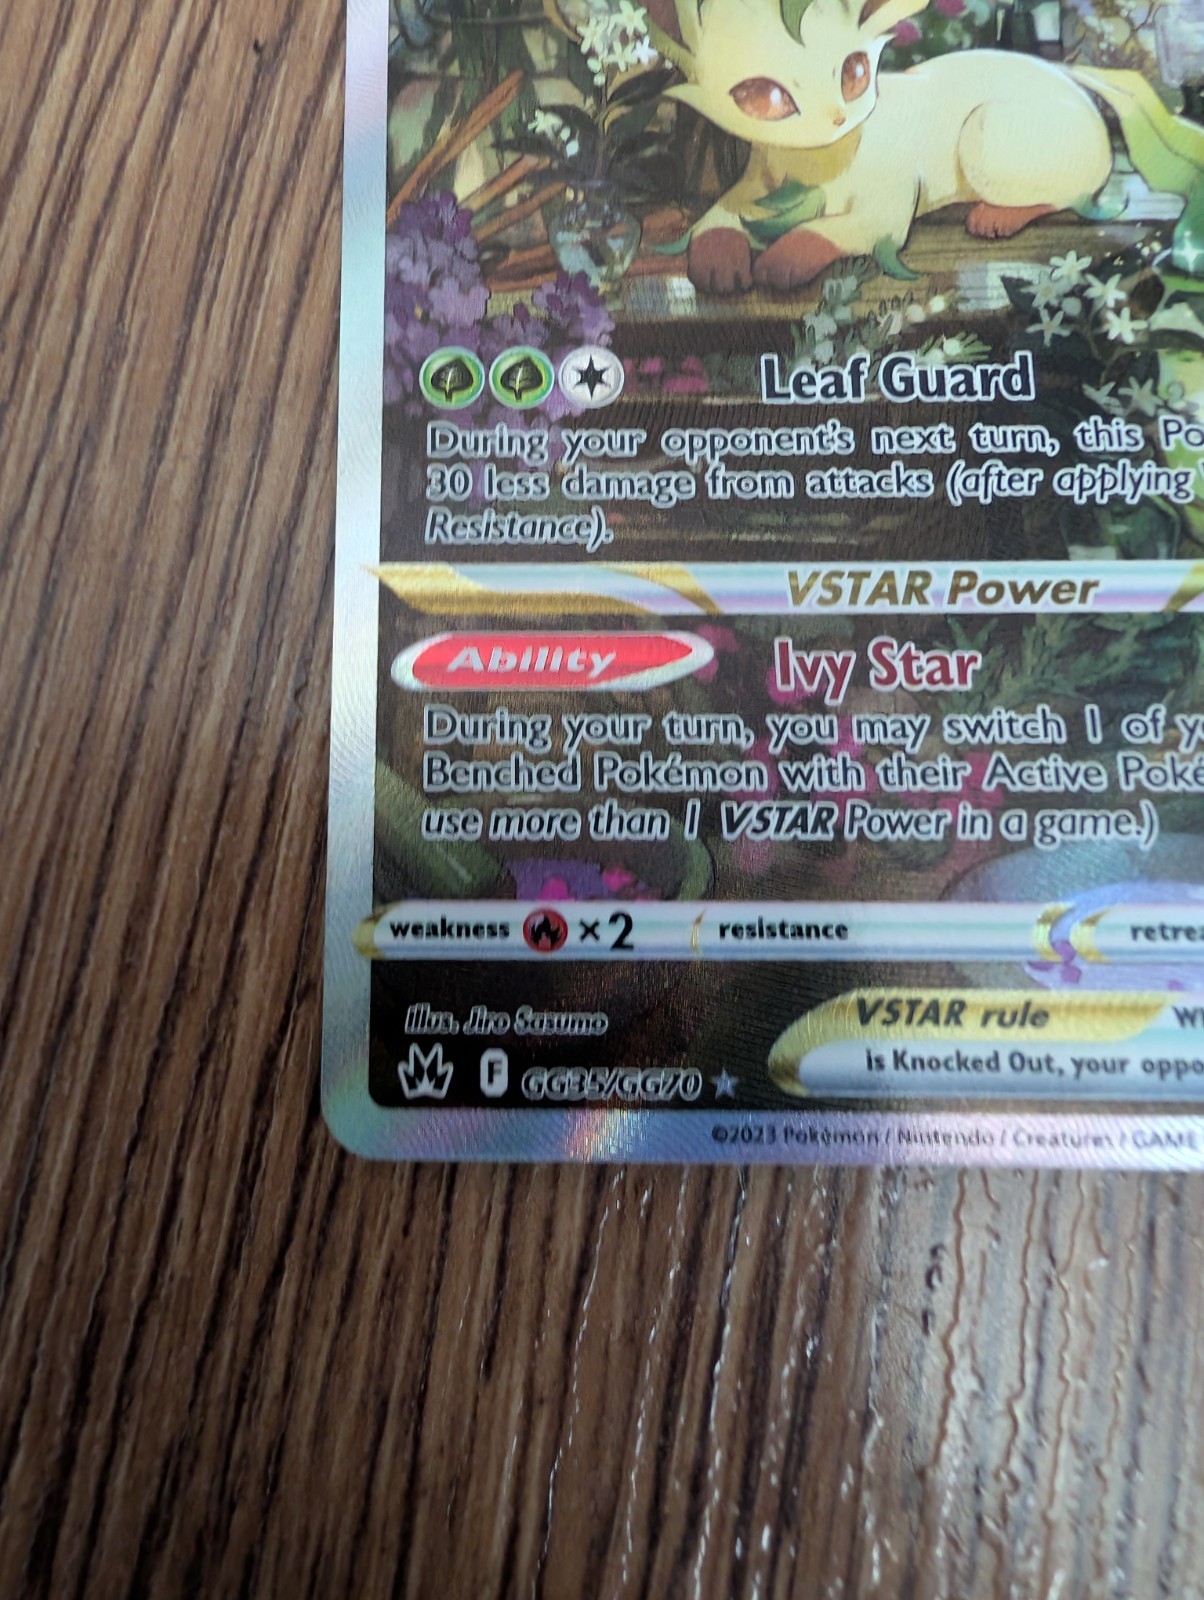 Leaf Guard
During your opponent's next turn, this Po
30 less damage from attacks (after applying
Resistance).
VSTAR Power
Ability Ivy Star
During your turn, you may switch 1 of yo
Benched Pokémon with their Active Poké
use more than 1 VSTAR Power in a game.)
weakness ×2 resistance retrea
illus. Jiro Sasumo
VSTAR rule Wh
is Knocked Out, your oppo
F GG35/GG70
©2023 Pokémon / Nintendo / Creatures / GAME